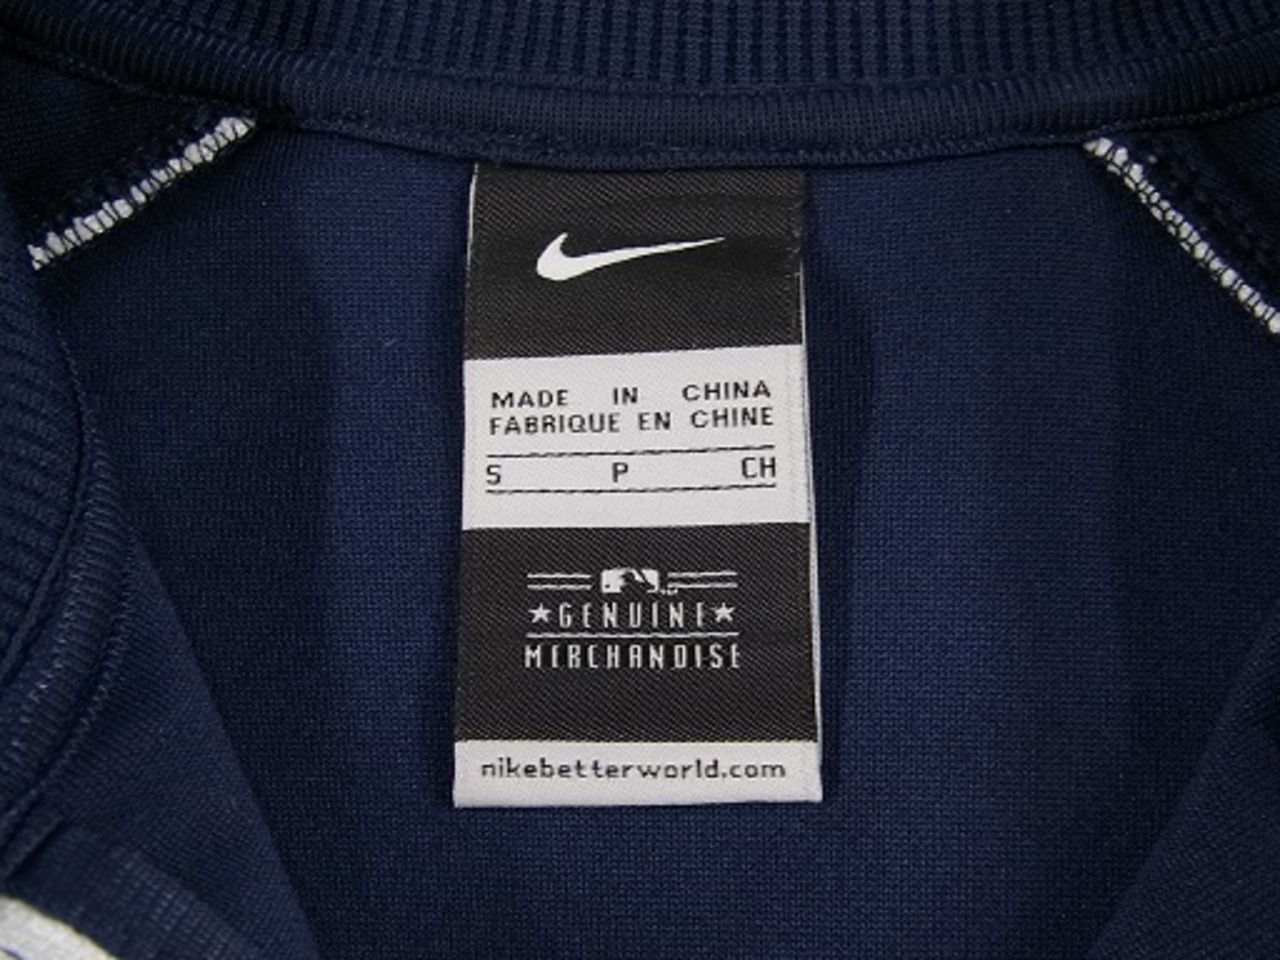 MADE IN CHINA
FABRIQUE EN CHINE
S P CH
GENUINE
MERCHANDISE
nikebetterworld.com